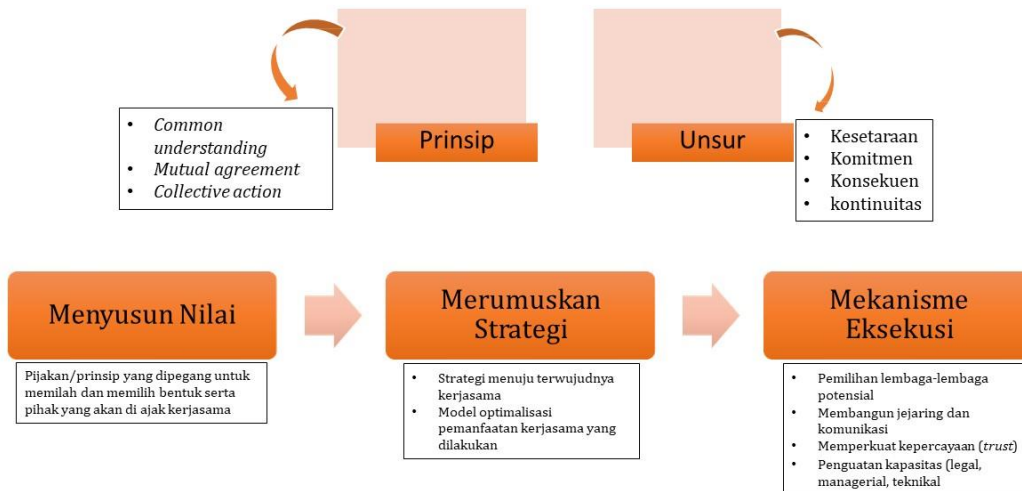 Common
understanding
Mutual agreement
Collective action
Prinsip
Unsur
Kesetaraan
Komitmen
Konsekuen
kontinuitas
Menyusun Nilai
Pijakan/prinsip yang dipegang untuk
memilah dan memilih bentuk serta
pihak yang akan di ajak kerjasama
Merumuskan
Strategi
Strategi menuju terwujudnya
kerjasama
Model optimalisasi
pemanfaatan kerjasama yang
dilakukan
Mekanisme
Eksekusi
Pemilihan lembaga-lembaga
potensial
Membangun jejaring dan
komunikasi
Memperkuat kepercayaan (trust)
Penguatan kapasitas (legal,
managerial, teknikal